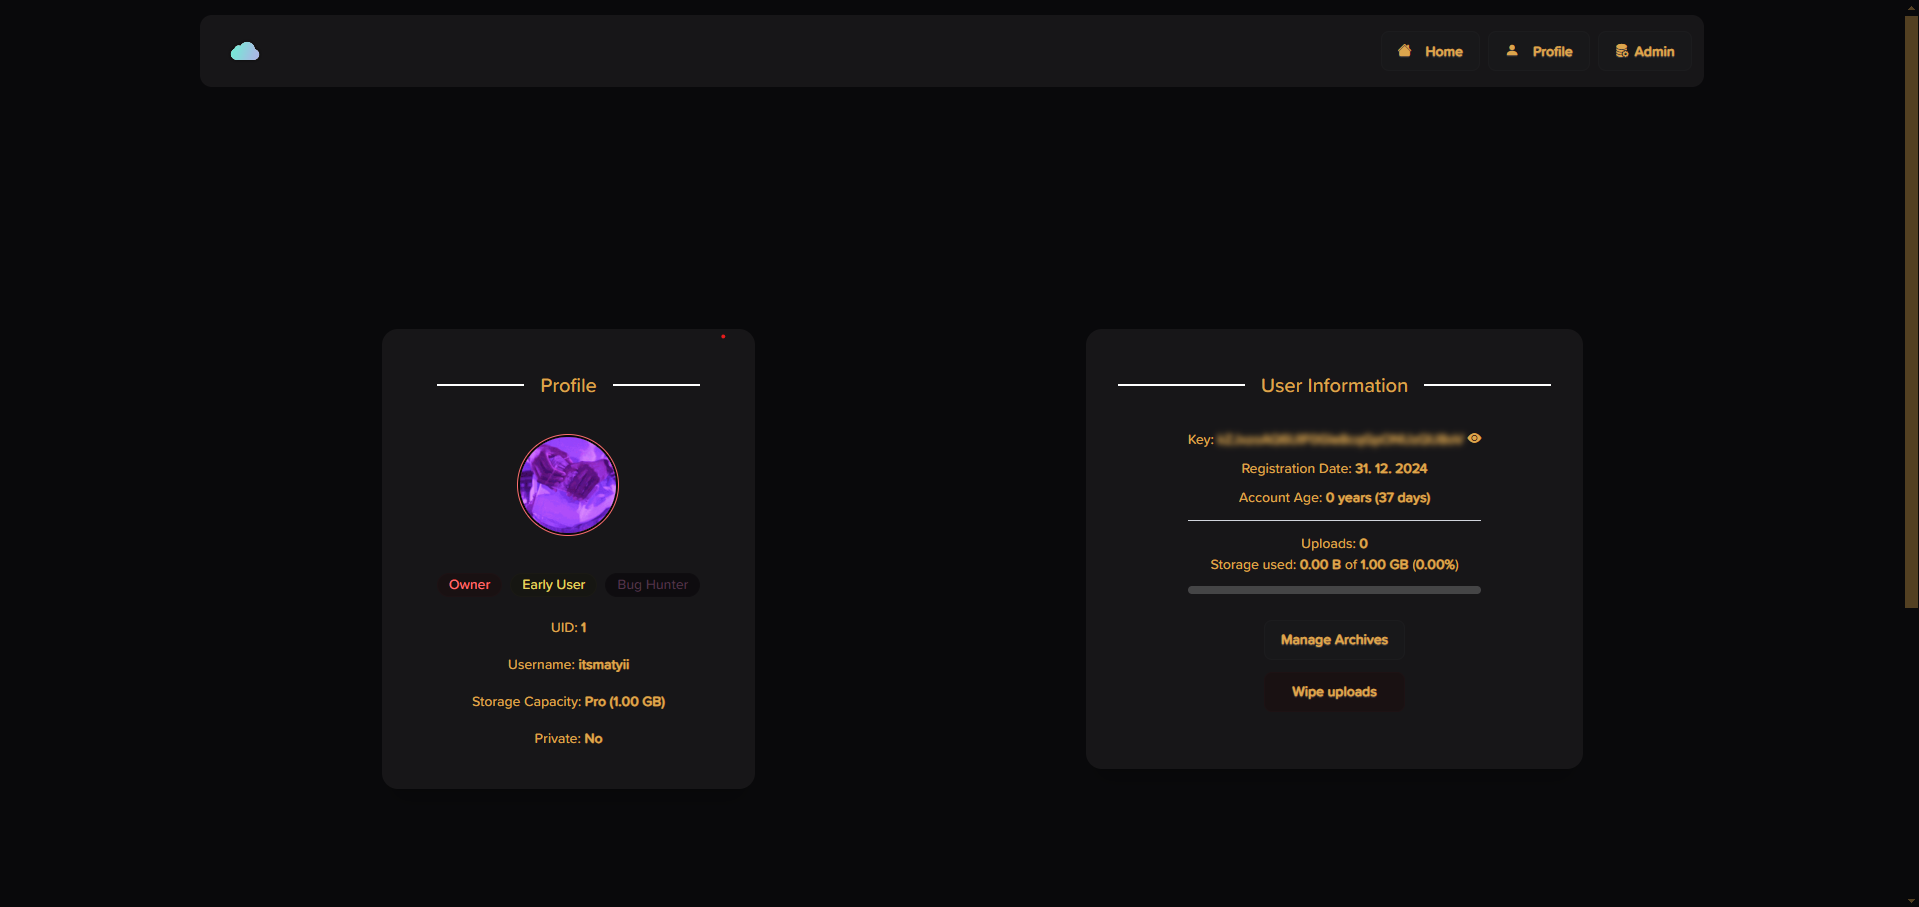 Home
Profile
Admin
Profile
Owner
Early User
Bug Hunter
UID: 1
Username: itsmatyii
Storage Capacity: Pro (1.00 GB)
Private: No
User Information
Key:
Registration Date: 31. 12. 2024
Account Age: 0 years (37 days)
Uploads: 0
Storage used: 0.00 B of 1.00 GB (0.00%)
Manage Archives
Wipe uploads